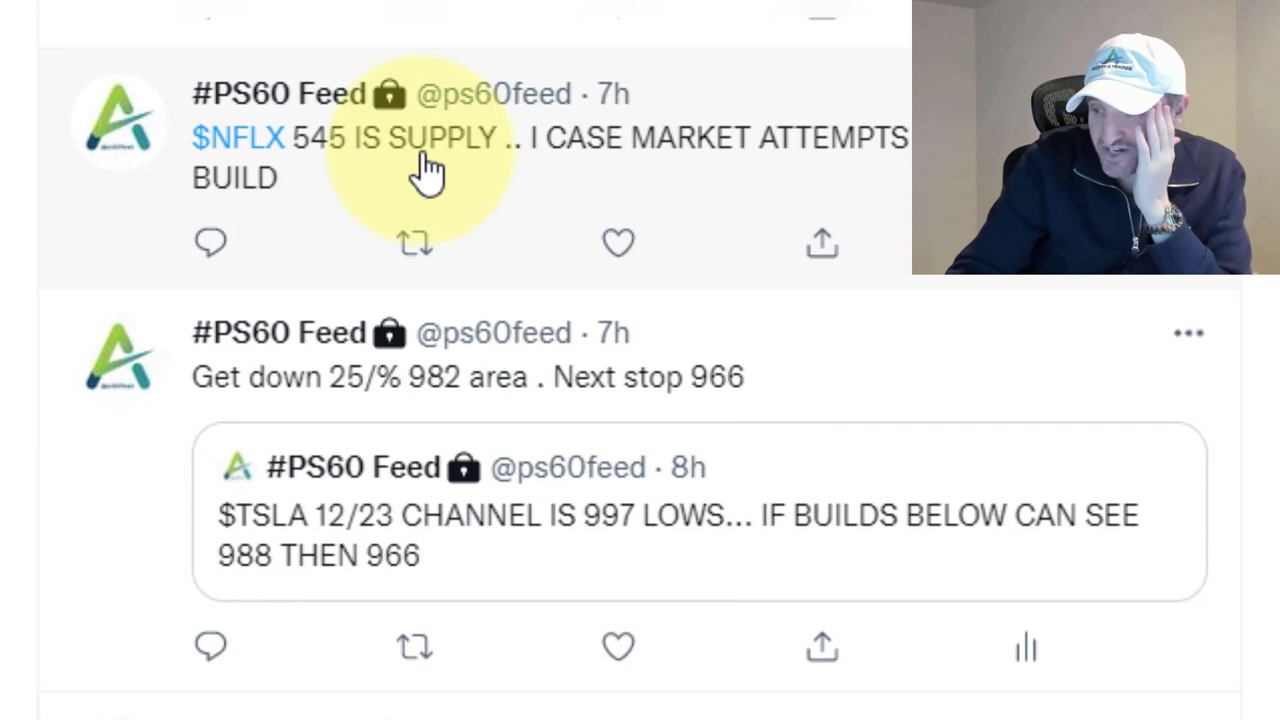 #PS60 Feed @ps60feed · 7h
$NFLX 545 IS SUPPLY .. I CASE MARKET ATTEMPTS
BUILD
#PS60 Feed @ps60feed · 7h
Get down 25/% 982 area . Next stop 966
#PS60 Feed @ps60feed · 8h
$TSLA 12/23 CHANNEL IS 997 LOWS... IF BUILDS BELOW CAN SEE
988 THEN 966